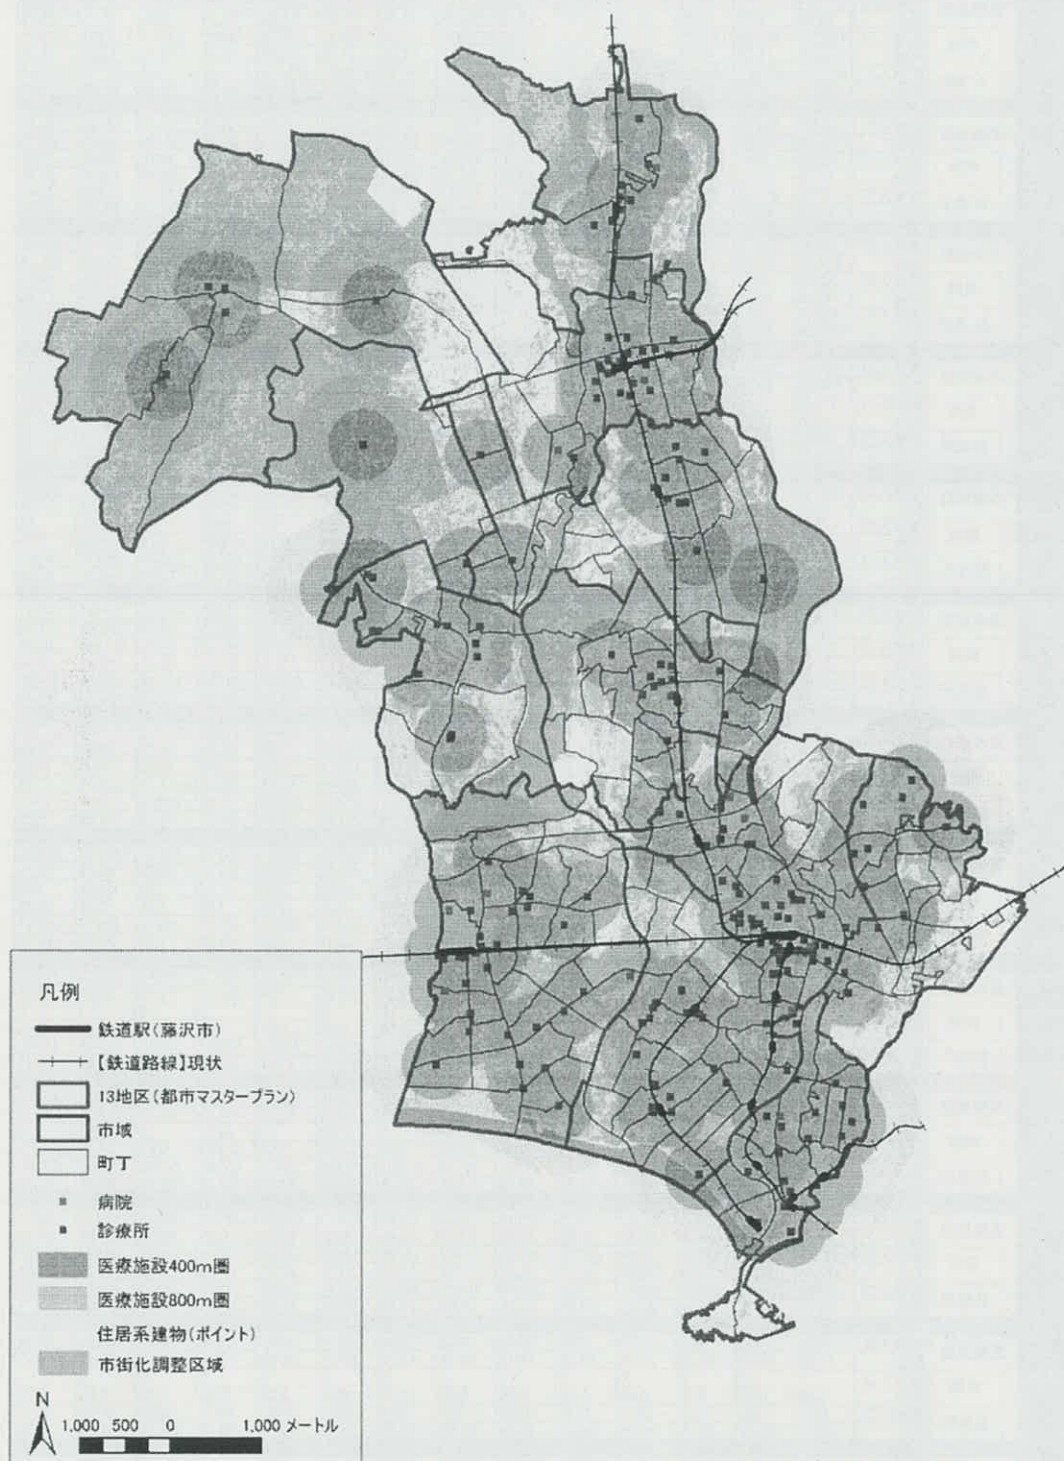 凡例
鉄道駅(藤沢市)
【鉄道路線】現状
13地区(都市マスタープラン)
市域
町丁
病院
診療所
医療施設400m圏
医療施設800m圏
住居系建物(ポイント)
市街化調整区域
N
1,000 500 0 1,000 メートル